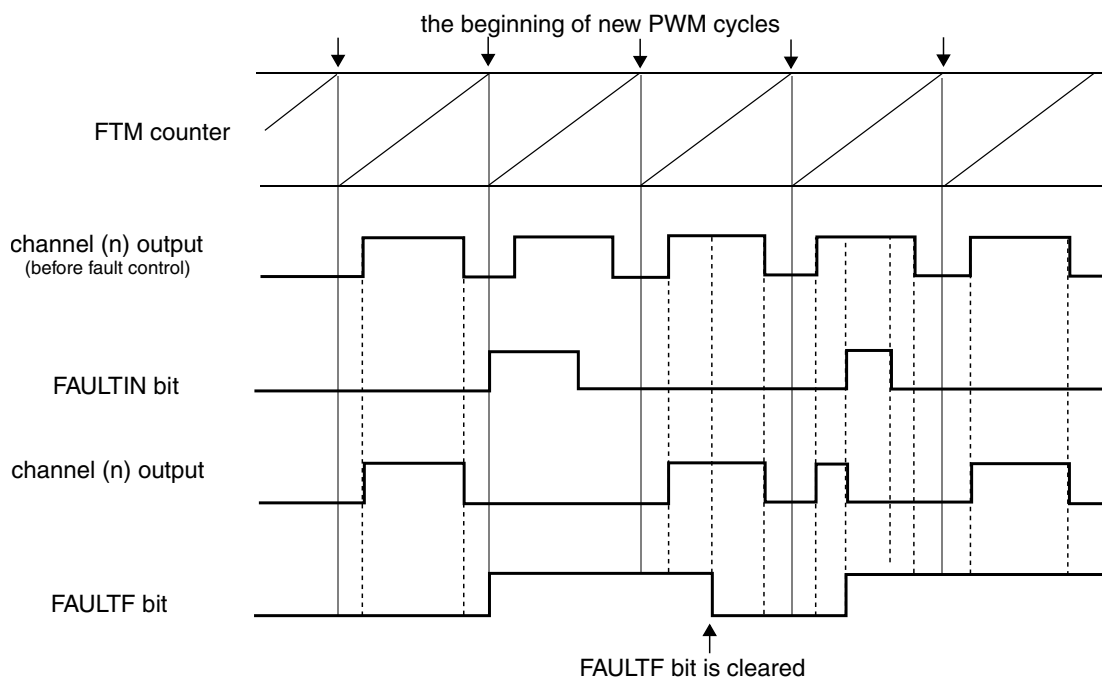 the beginning of new PWM cycles
FTM counter
channel (n) output
(before fault control)
FAULTIN bit
channel (n) output
FAULTF bit
FAULTF bit is cleared